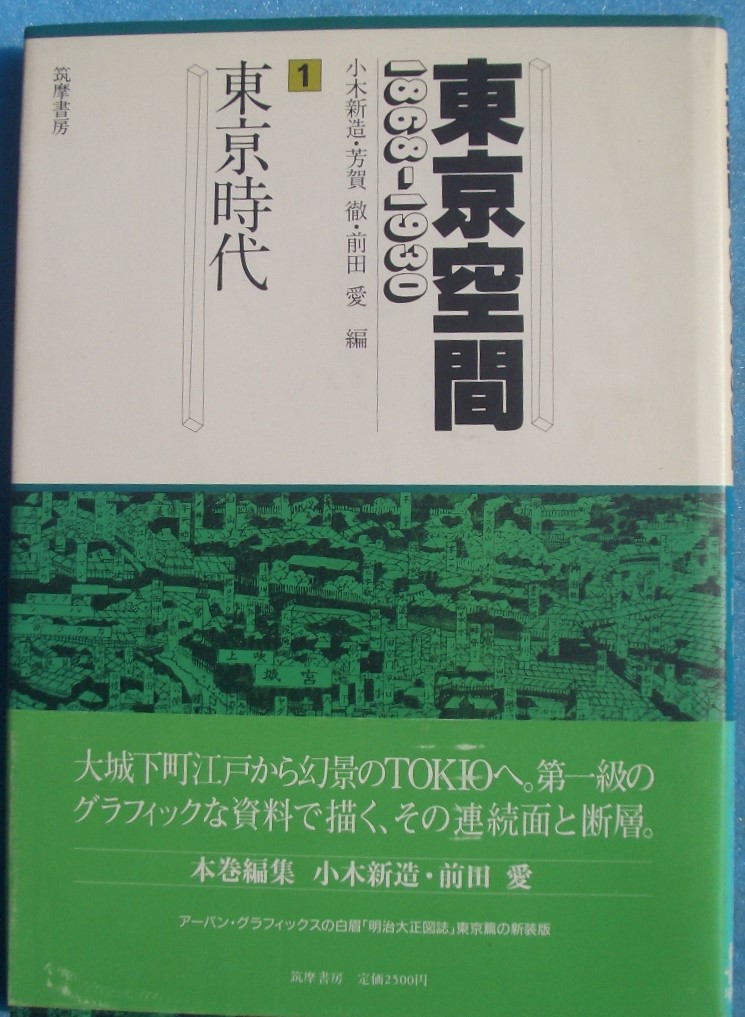 東京空間
1868-1930
小木新造・芳賀 徹・前田 愛 編
1
東亰時代
筑摩書房
上吹
宮城
大城下町江戸から幻景のTOKIOへ。第一級の
グラフィックな資料で描く、その連続面と断層。
本巻編集 小木新造・前田 愛
アーバン・グラフィックスの白眉「明治大正図誌」東京篇の新装版
筑摩書房 定価2500円